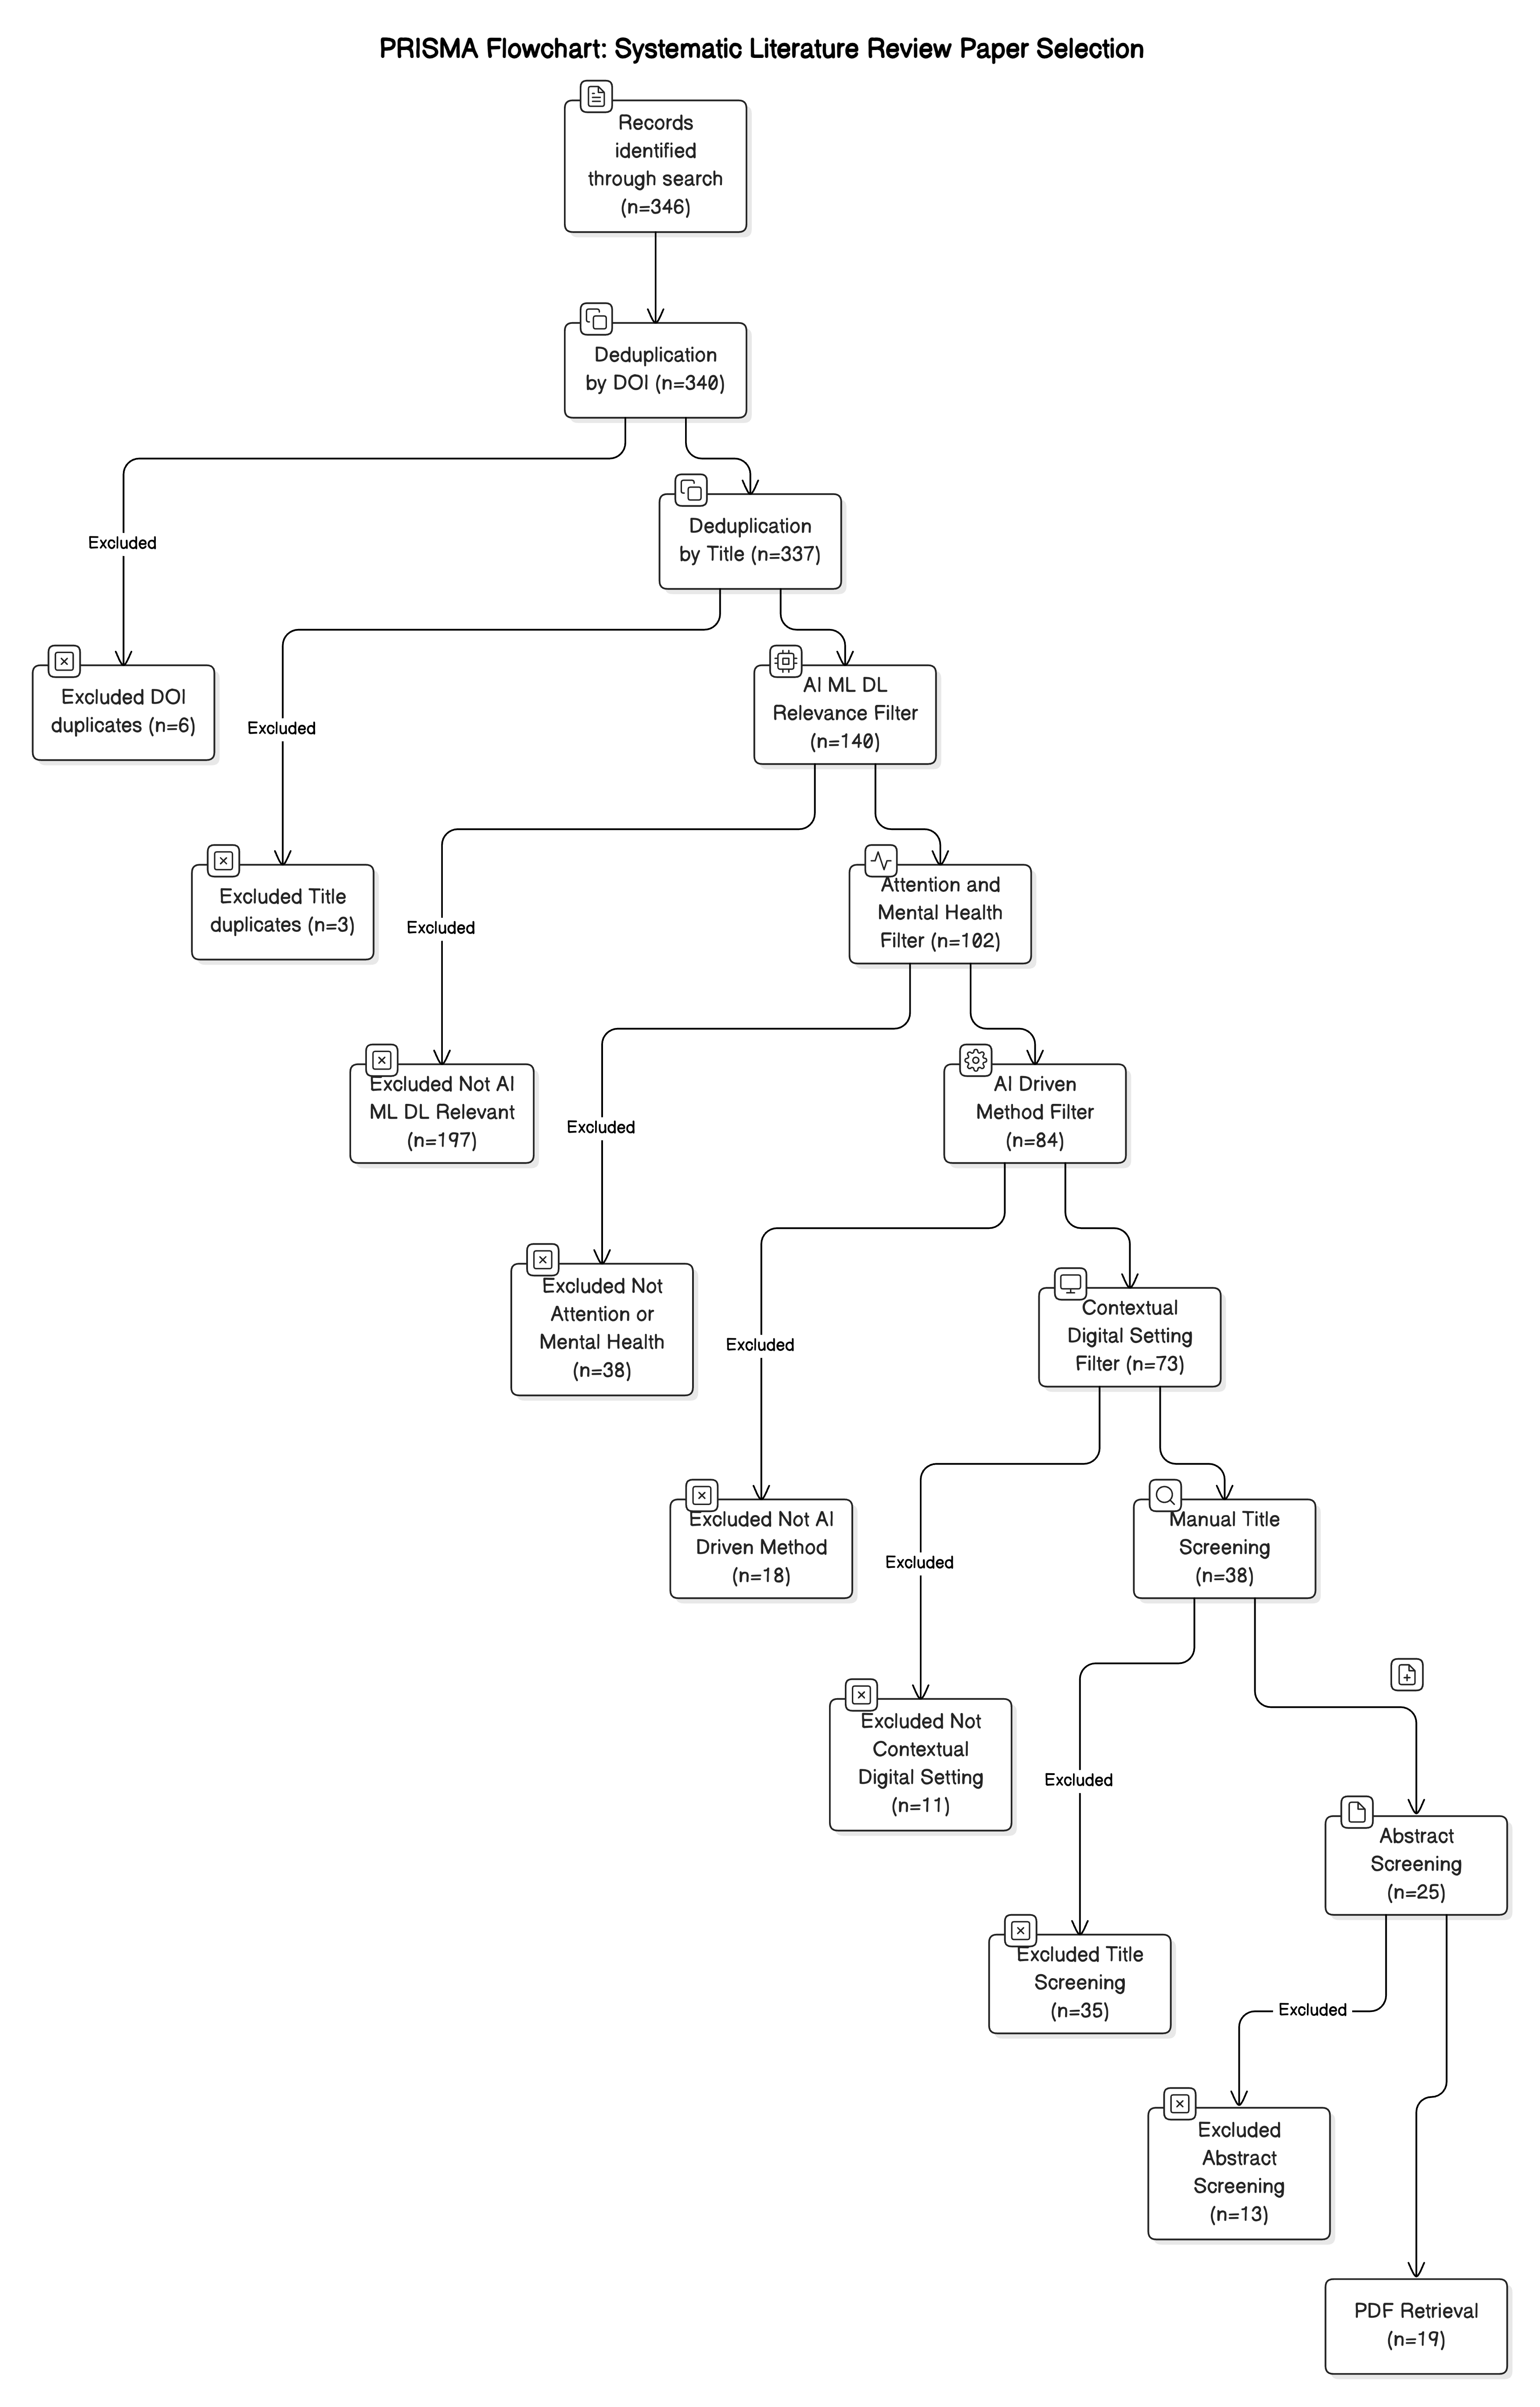 PRISMA Flowchart: Systematic Literature Review Paper Selection
Records
identified
through search
(n=346)
Deduplication
by DOI (n=340)
Excluded
Deduplication
by Title (n=337)
Excluded DOI
duplicates (n=6)
Excluded
AI ML DL
Relevance Filter
(n=140)
Excluded Title
duplicates (n=3)
Excluded
Attention and
Mental Health
Filter (n=102)
Excluded Not AI
ML DL Relevant
(n=197)
Excluded
AI Driven
Method Filter
(n=84)
Excluded Not
Attention or
Mental Health
(n=38)
Excluded
Contextual
Digital Setting
Filter (n=73)
Excluded Not AI
Driven Method
(n=18)
Excluded
Manual Title
Screening
(n=38)
Excluded Not
Contextual
Digital Setting
(n=11)
Excluded
Abstract
Screening
(n=25)
Excluded Title
Screening
(n=35)
Excluded
Excluded
Abstract
Screening
(n=13)
PDF Retrieval
(n=19)